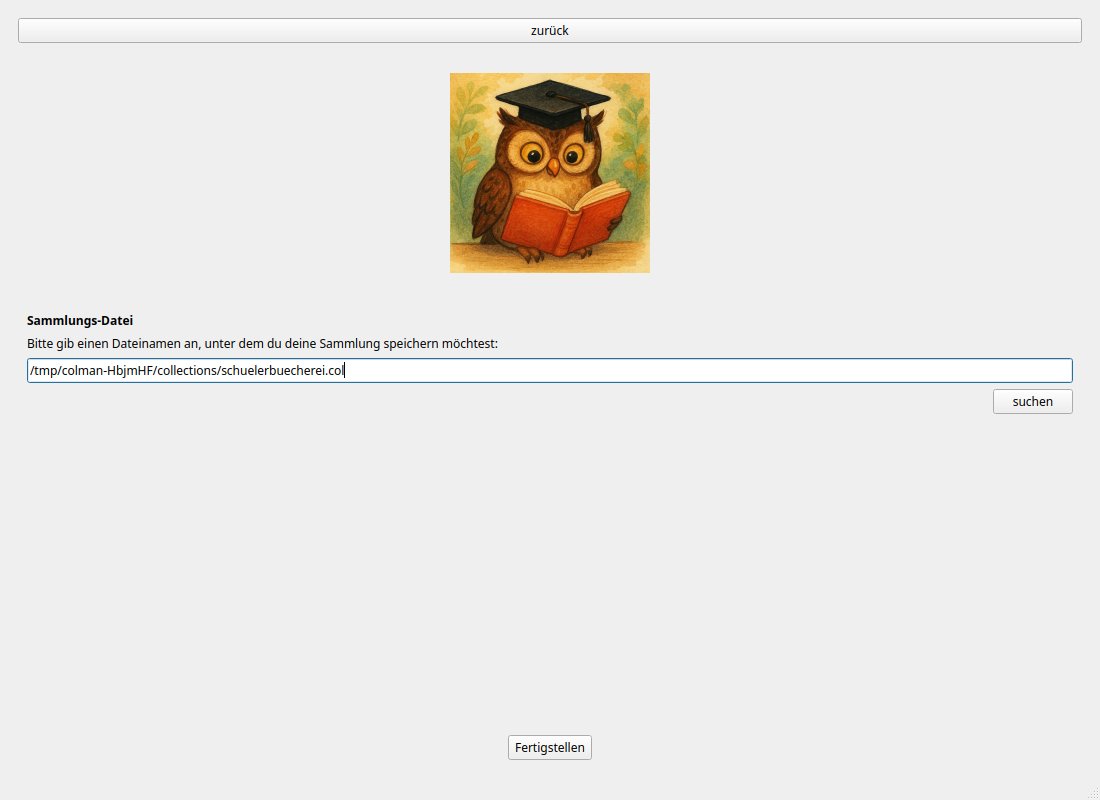 zurück
Sammlungs-Datei
Bitte gib einen Dateinamen an, unter dem du deine Sammlung speichern möchtest:
/tmp/colman-HbjmHF/collections/schuelerbuecherei.col
suchen
Fertigstellen